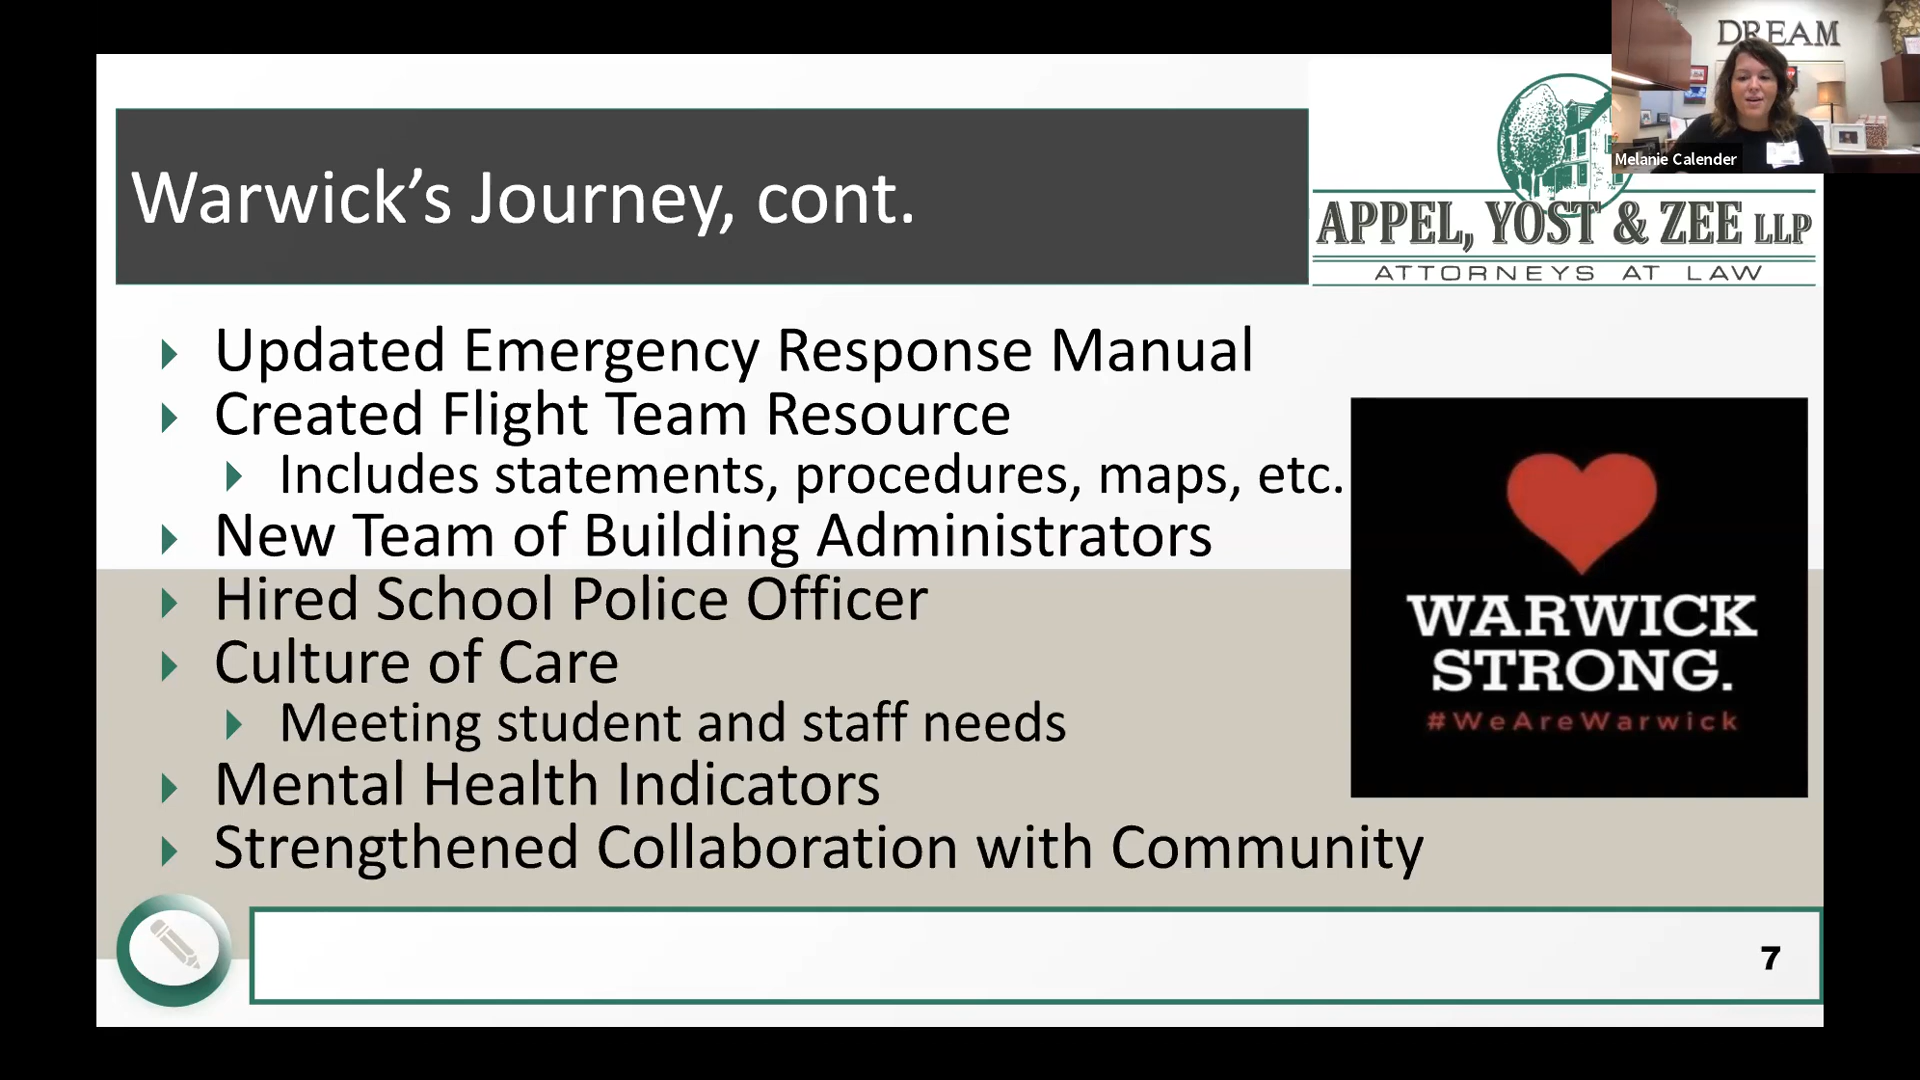 DREAM
Melanie Calender
Warwick’s Journey, cont.
APPEL, YOST & ZEE LLP
ATTORNEYS AT LAW
Updated Emergency Response Manual
Created Flight Team Resource
Includes statements, procedures, maps, etc.
New Team of Building Administrators
Hired School Police Officer
Culture of Care
Meeting student and staff needs
Mental Health Indicators
Strengthened Collaboration with Community
WARWICK
STRONG.
#WeAreWarwick
7